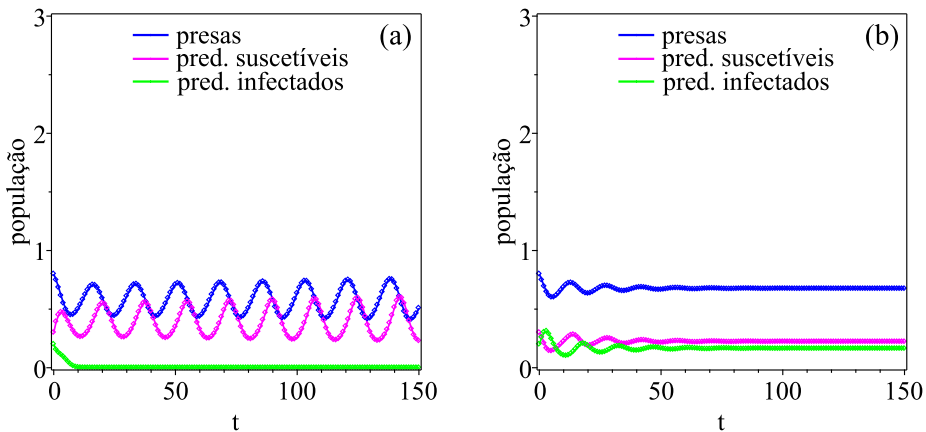 3
2
1
0
0
50
100
150
população
t
presas
pred. suscetíveis
pred. infectados
(a)
3
2
1
0
0
50
100
150
população
t
presas
pred. suscetíveis
pred. infectados
(b)